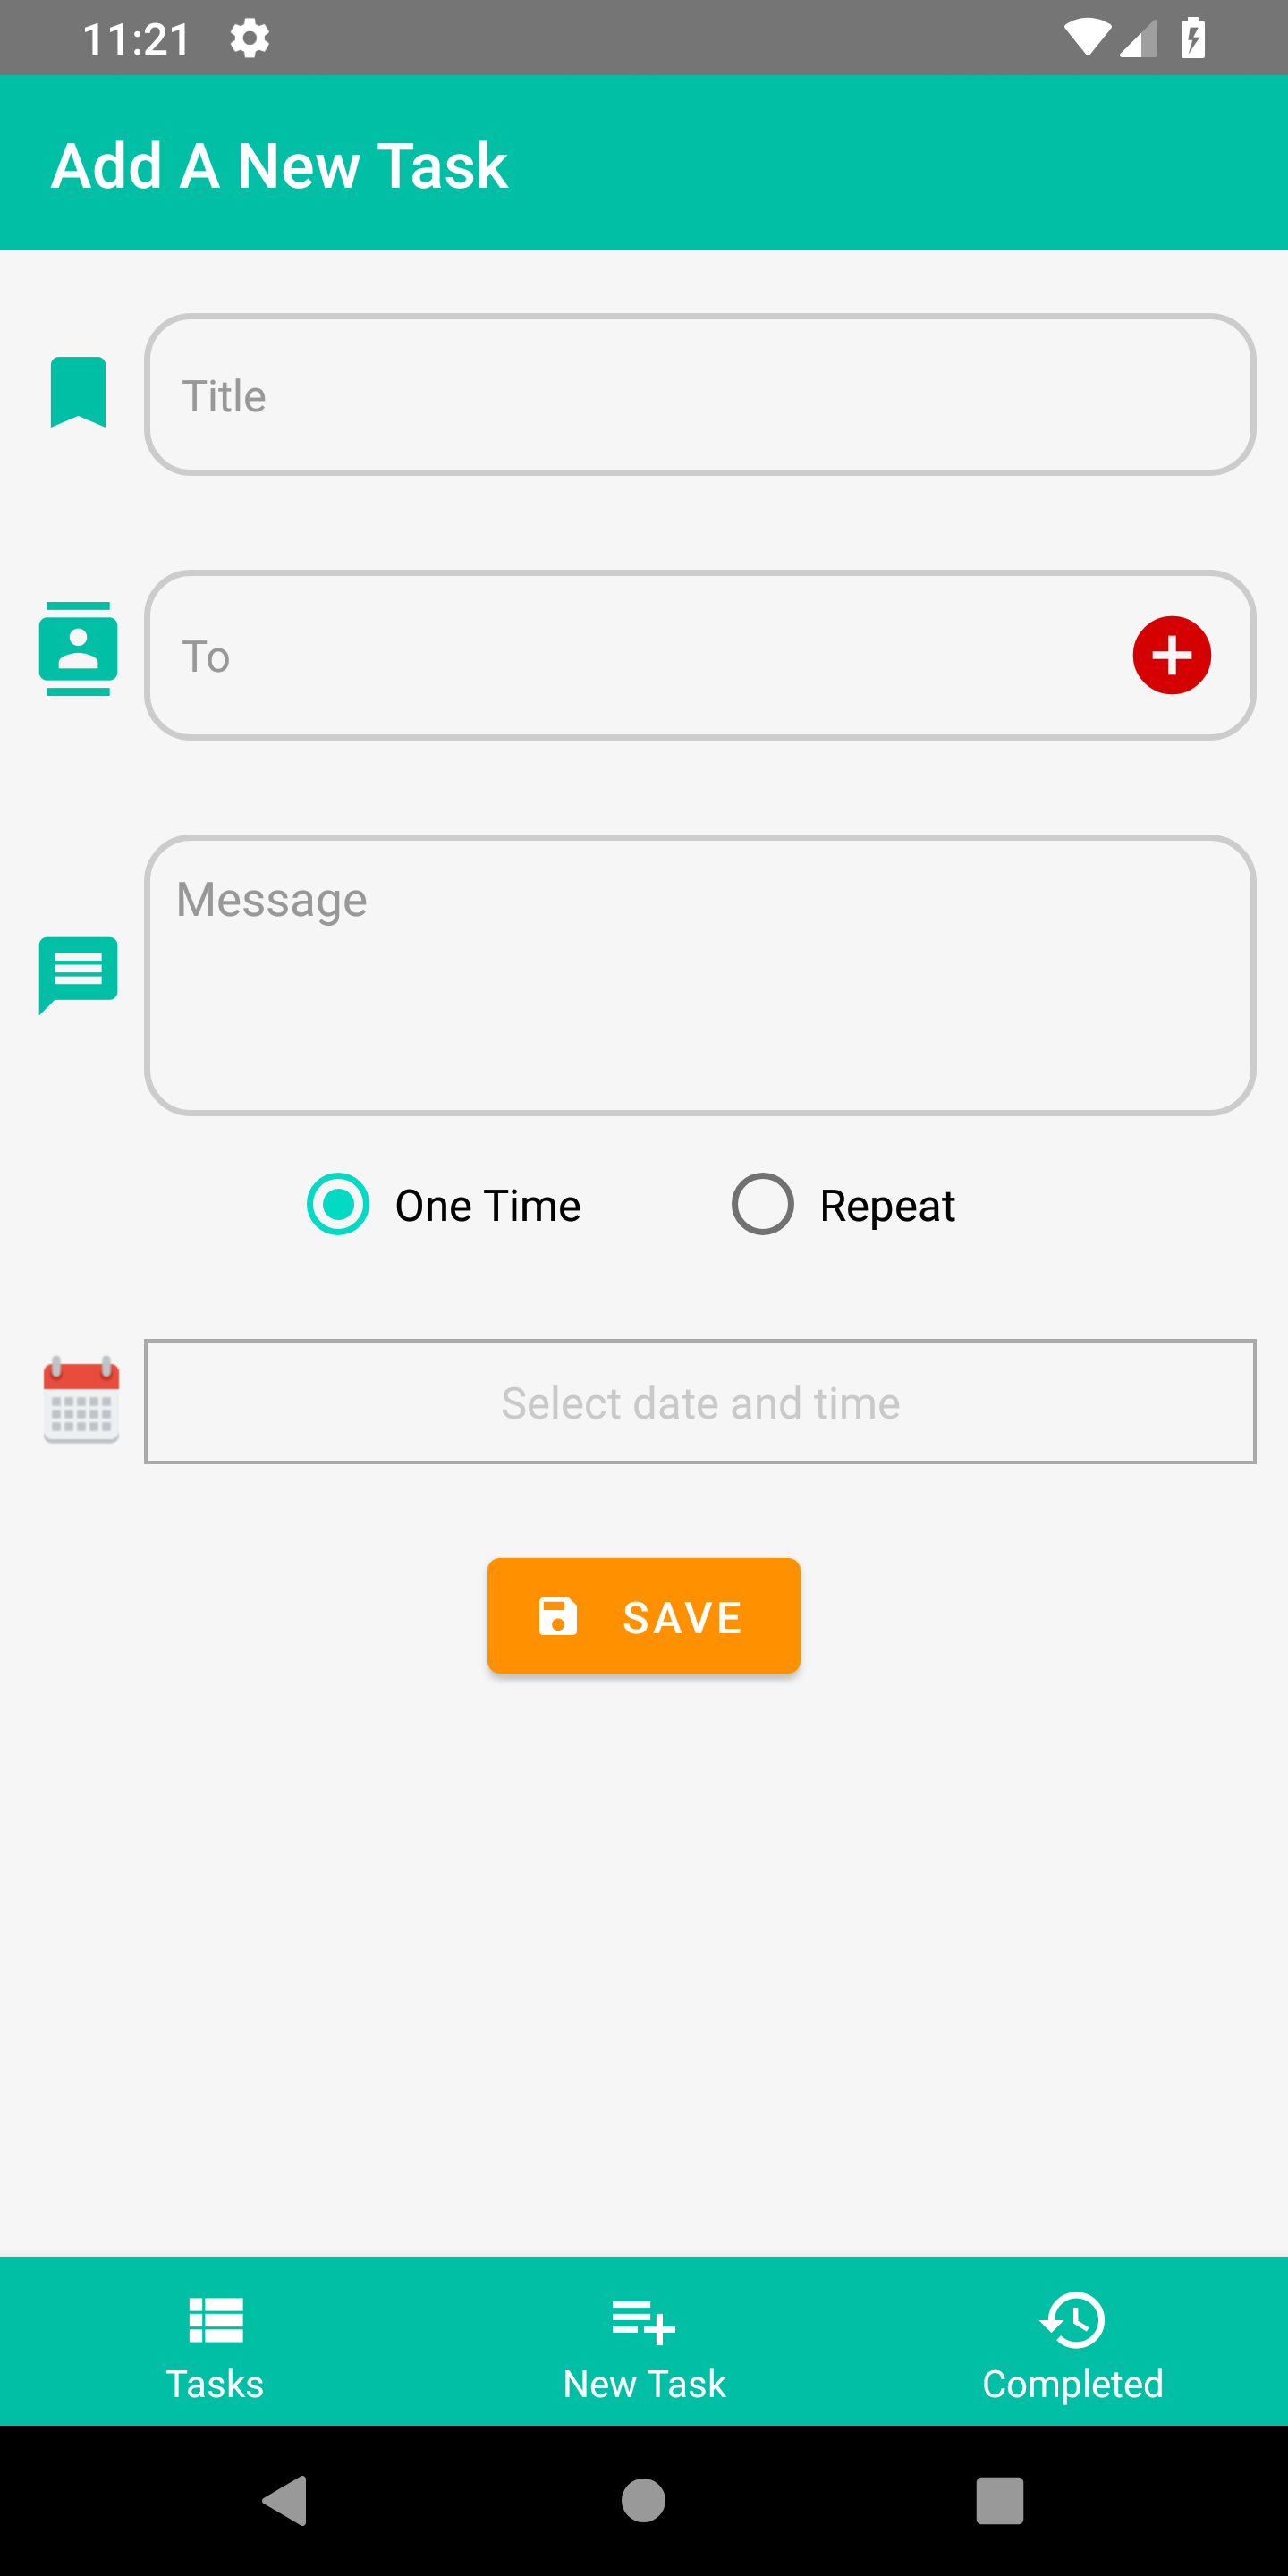 11:21
Add A New Task
Title
To
Message
One Time
Repeat
Select date and time
SAVE
Tasks
New Task
Completed